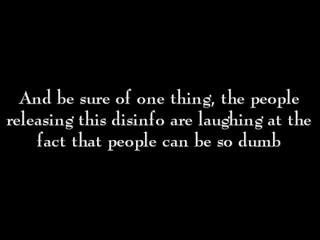 And be sure of one thing, the people
releasing this disinfo are laughing at the
fact that people can be so dumb